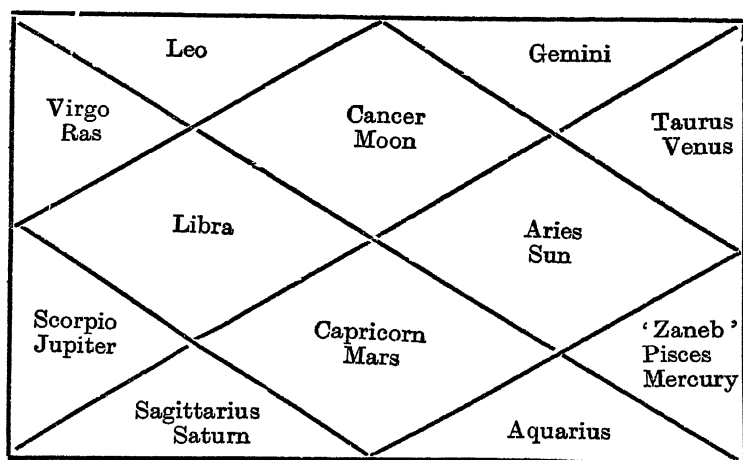 Leo
Gemini
Virgo
Ras
Cancer
Moon
Taurus
Venus
Libra
Aries
Sun
Scorpio
Jupiter
Capricorn
Mars
‘Zaneb’
Pisces
Mercury
Sagittarius
Saturn
Aquarius